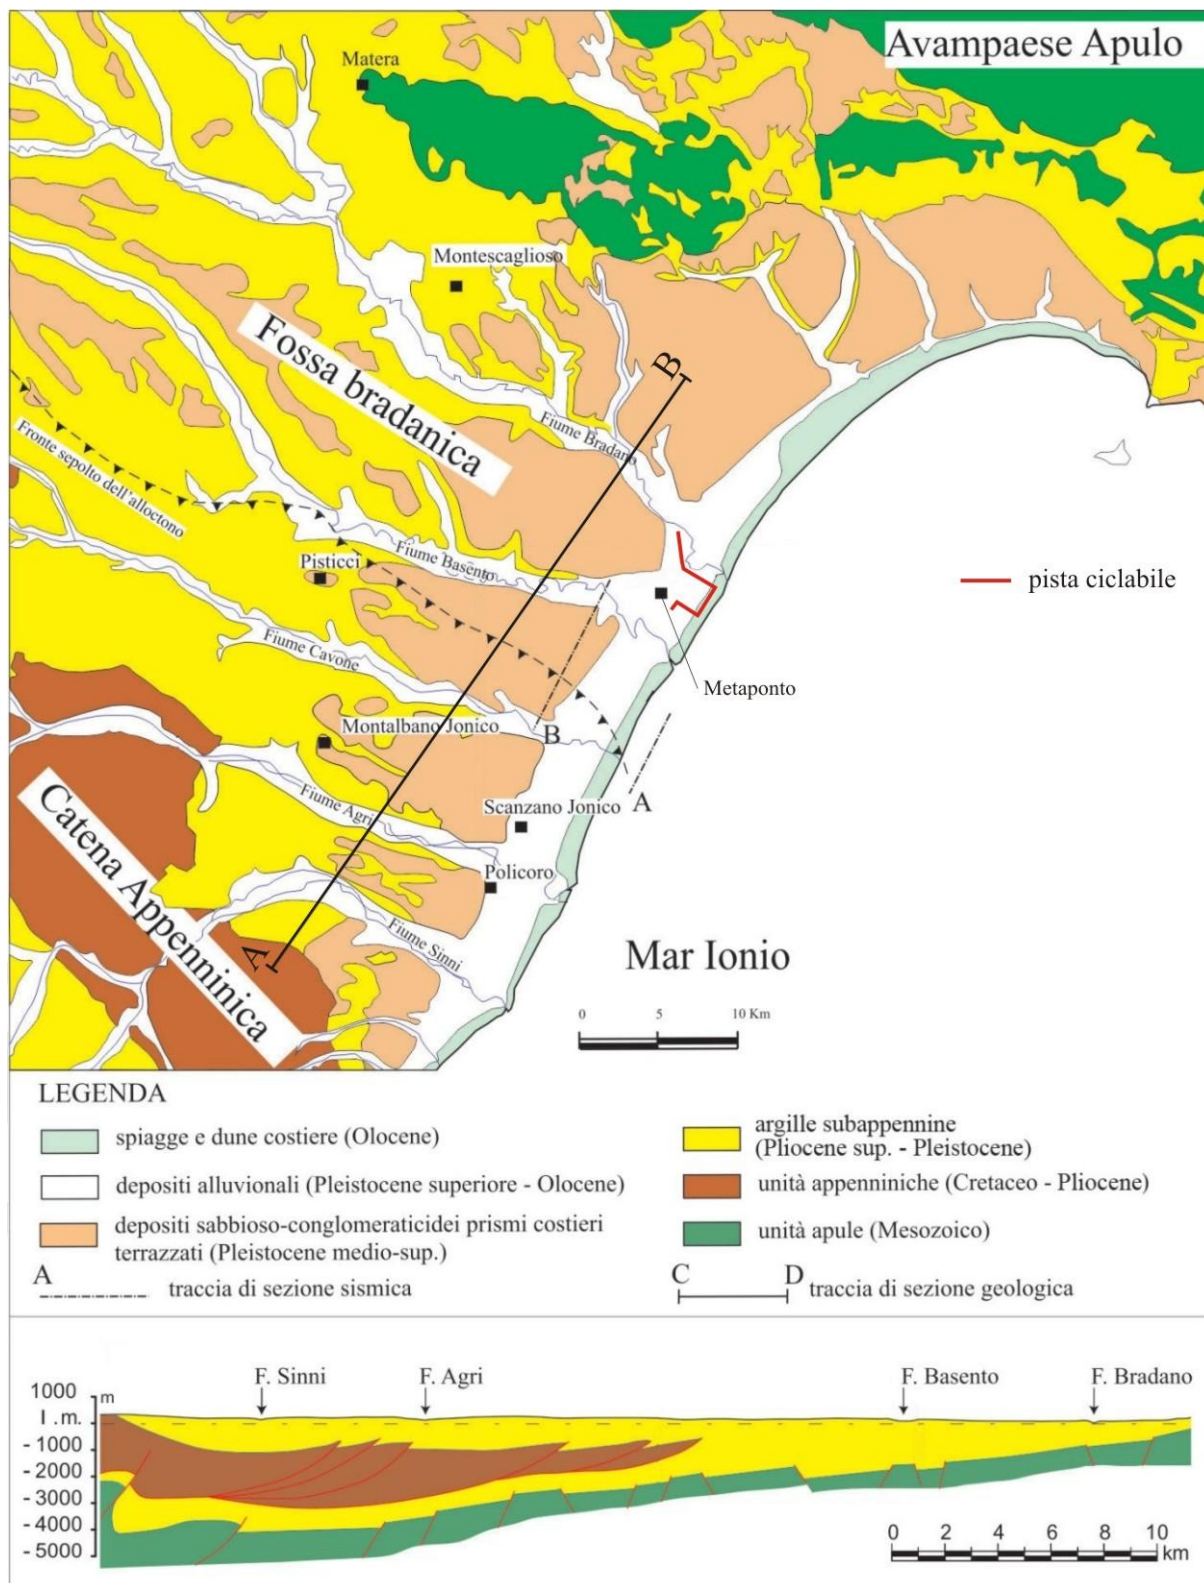 Avampaese Apulo
Matera
Montescaglioso
Fossa bradanica
B
Fiume Bradano
Fronte sepolto dell'alloctono
Fiume Basento
Pisticci
pista ciclabile
Fiume Cavone
Metaponto
Montalbano Jonico
B
Scanzano Jonico
A
Fiume Agri
Catena Appenninica
Policoro
A
Fiume Sinni
Mar Ionio
0 5 10 Km
LEGENDA
spiagge e dune costiere (Olocene)
depositi alluvionali (Pleistocene superiore - Olocene)
depositi sabbioso-conglomeraticidei prismi costieri
terrazzati (Pleistocene medio-sup.)
A
traccia di sezione sismica
argille subappennine
(Pliocene sup. - Pleistocene)
unità appenniniche (Cretaceo - Pliocene)
unità apule (Mesozoico)
C D traccia di sezione geologica
F. Sinni F. Agri F. Basento F. Bradano
1000 m
l .m.
- 1000
- 2000
- 3000
- 4000
- 5000
0 2 4 6 8 10
km